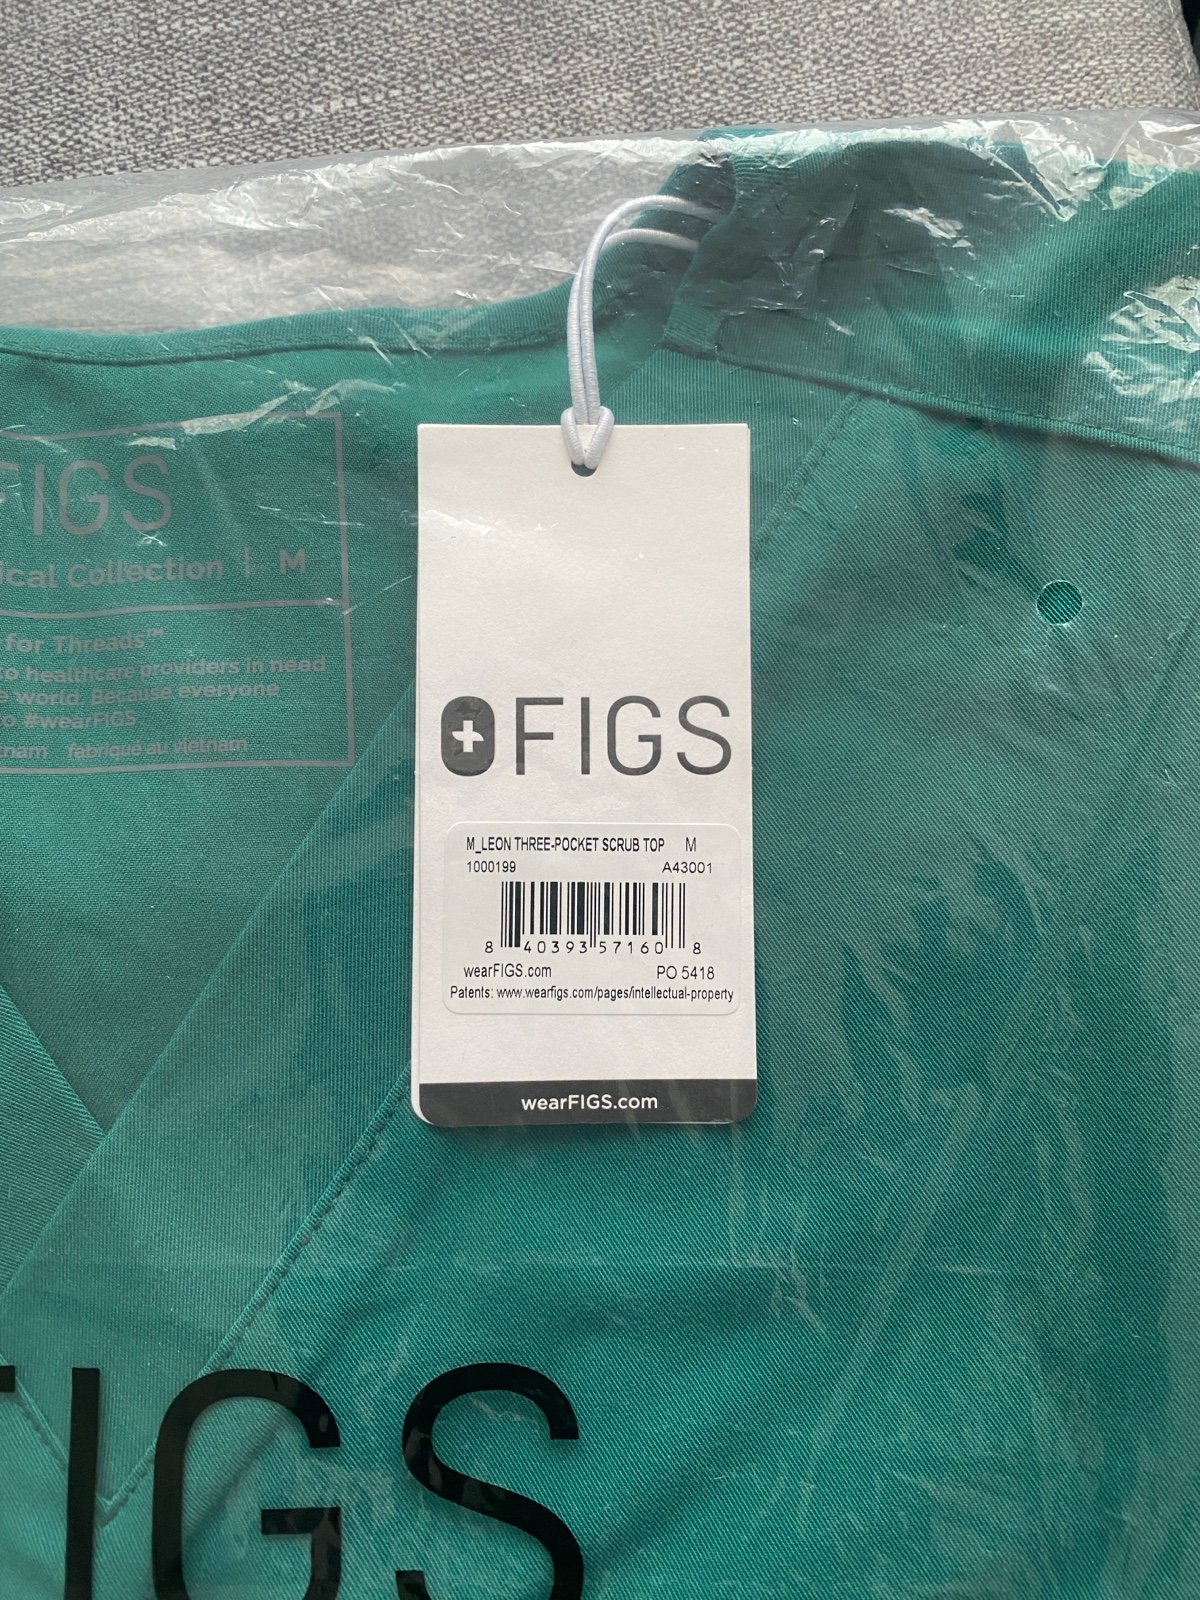 FIGS
Collection | M
for Threads™
healthcare providers in need
world. Because everyone
#wearFIGS
fabriqué au vietnam
FIGS
M_LEON THREE-POCKET SCRUB TOP M
1000199 A43001
8 40393 57160 8
wearFIGS.com PO 5418
Patents: www.wearfigs.com/pages/intellectual-property
wearFIGS.com
IGS